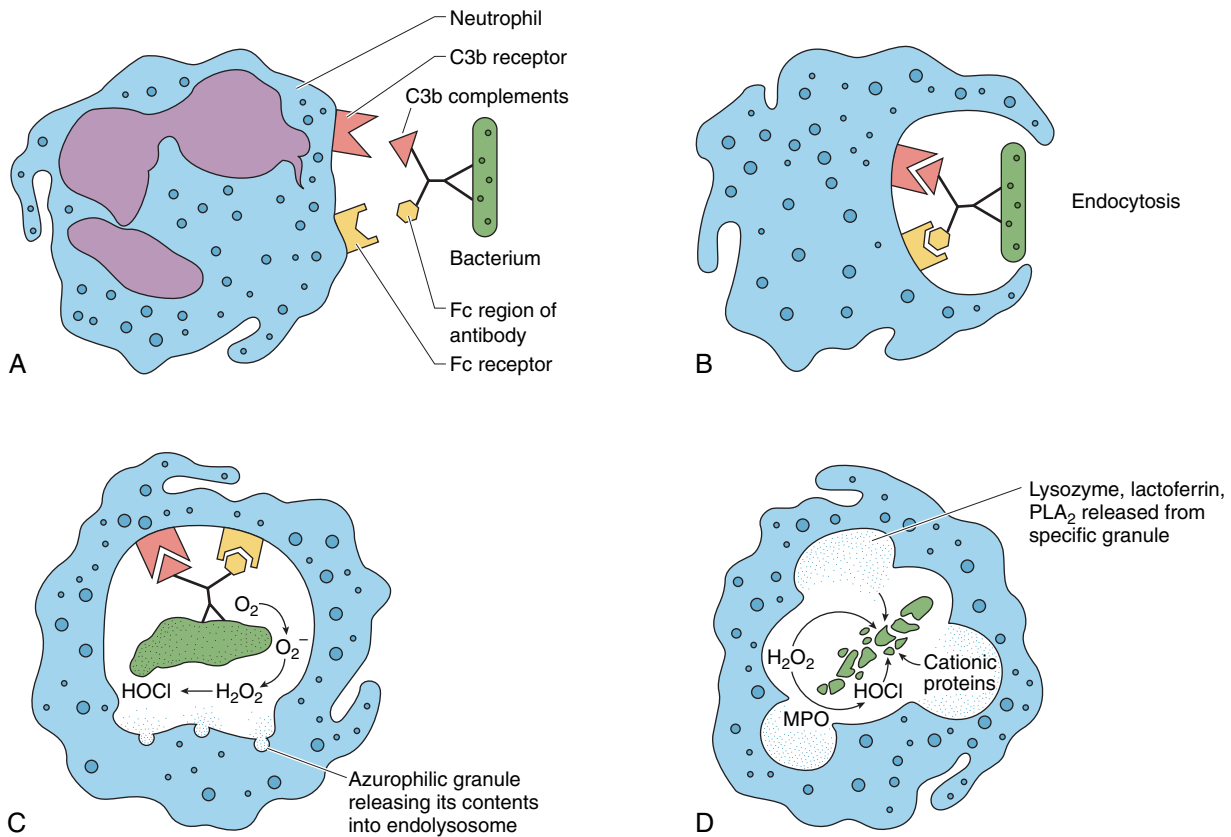 Neutrophil
C3b receptor
C3b complements
Bacterium
Fc region of
antibody
Fc receptor
A
Endocytosis
B
O₂
O₂⁻
HOCl
H₂O₂
Azurophilic granule
releasing its contents
into endolysosome
C
Lysozyme, lactoferrin,
PLA₂ released from
specific granule
H₂O₂
Cationic
proteins
HOCl
MPO
D